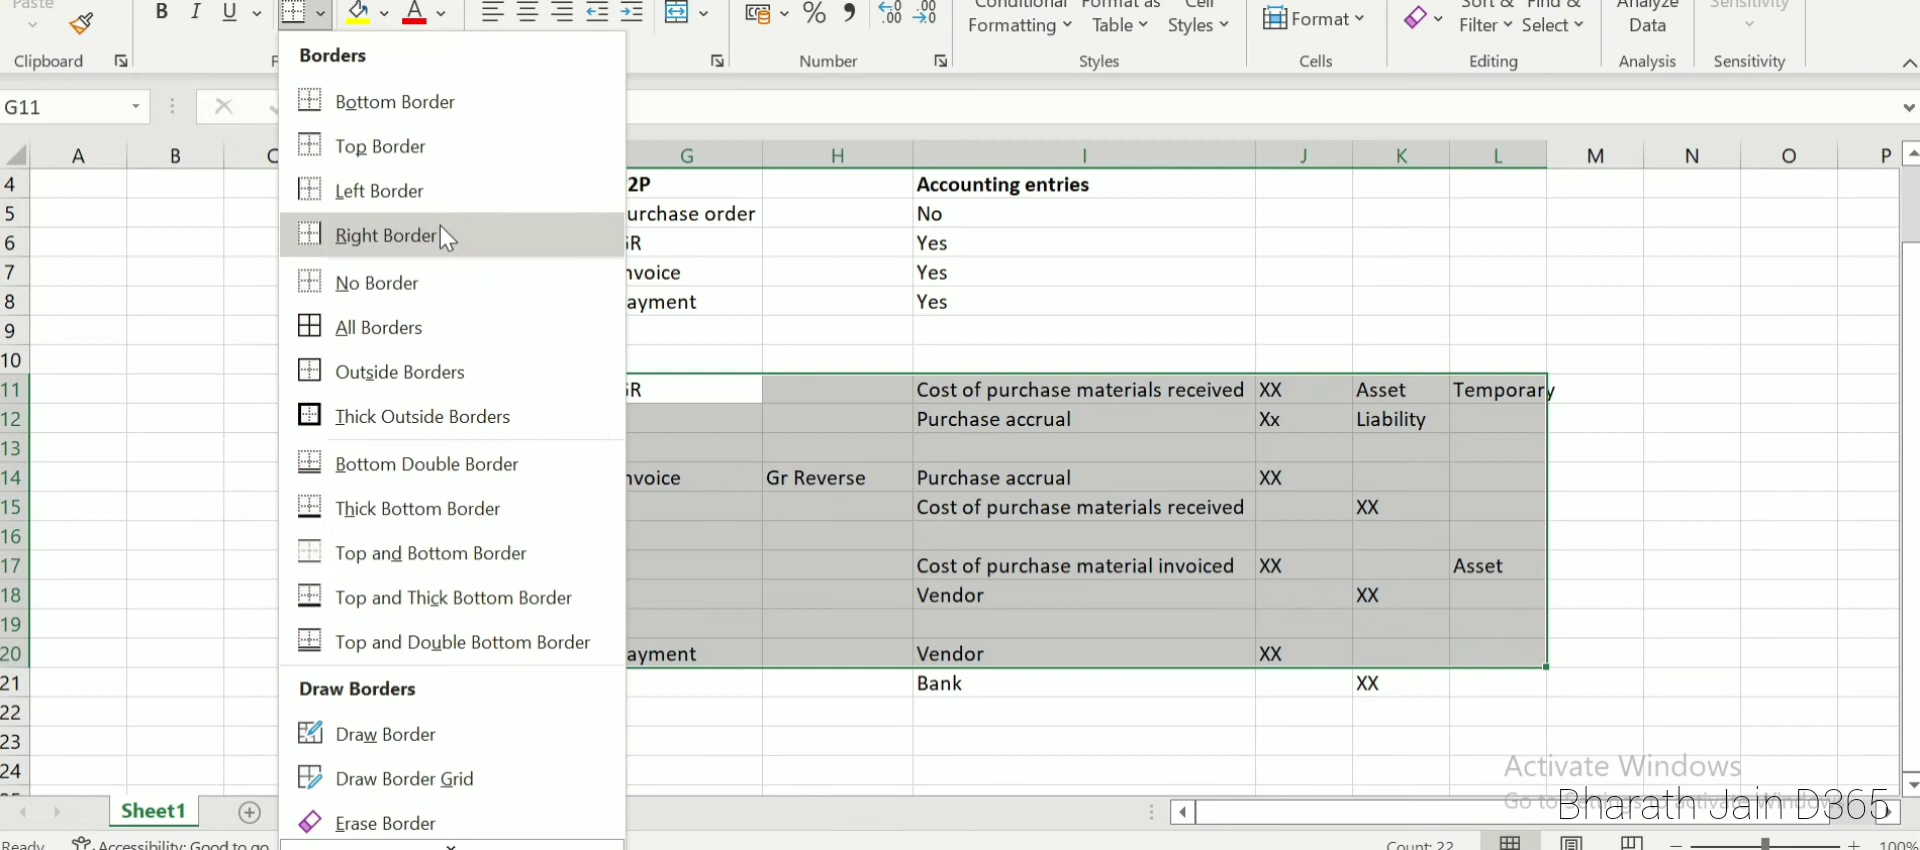 Paste
B I U
Conditional Format as Cell
Formatting Table Styles
Format
Sort & Find &
Filter Select
Analyze
Data
Sensitivity
Clipboard
Number
Styles
Cells
Editing
Analysis
Sensitivity
G11
Borders
Bottom Border
Top Border
Left Border
Right Border
No Border
All Borders
Outside Borders
Thick Outside Borders
Bottom Double Border
Thick Bottom Border
Top and Bottom Border
Top and Thick Bottom Border
Top and Double Bottom Border
Draw Borders
Draw Border
Draw Border Grid
Erase Border
A B C G H I J K L M N O P
4 2P Accounting entries
5 urchase order No
6 GR Yes
7 nvoice Yes
8 ayment Yes
9
10
11 GR Cost of purchase materials received XX Asset Temporary
12 Purchase accrual Xx Liability
13
14 nvoice Gr Reverse Purchase accrual XX
15 Cost of purchase materials received XX
16
17 Cost of purchase material invoiced XX Asset
18 Vendor XX
19
20 ayment Vendor XX
21 Bank XX
22
23
24
Activate Windows
Go to Settings to activate Windows
Bharath Jain D365
Sheet1
Ready Accessibility: Good to go
Count: 22
100%